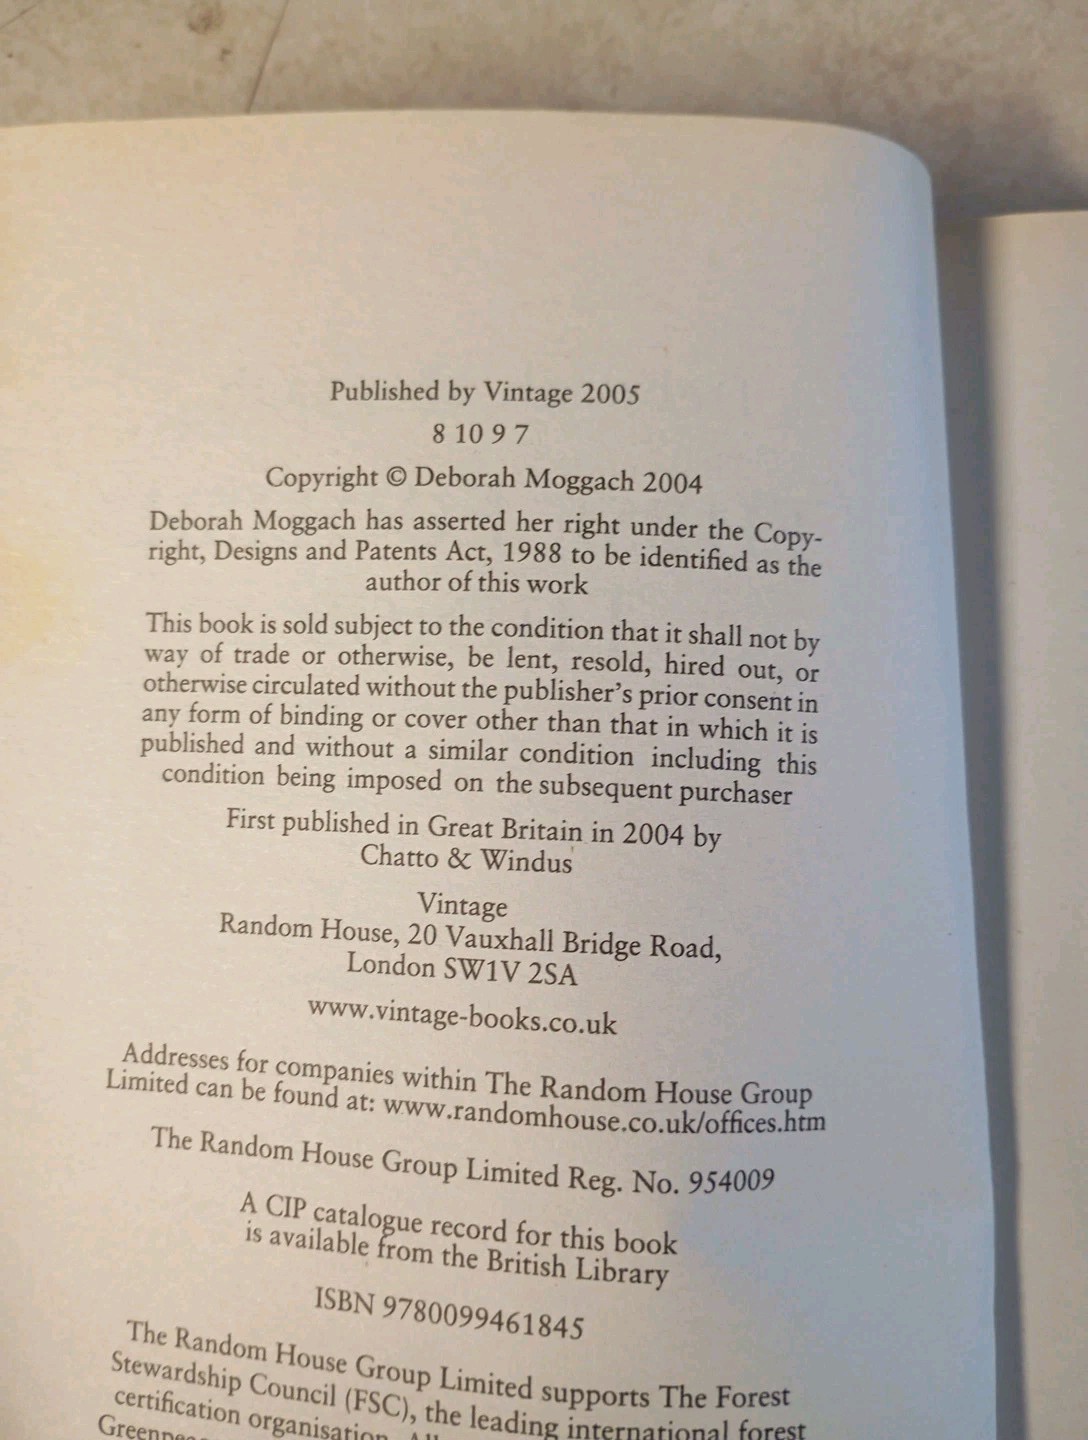 Published by Vintage 2005
8 10 9 7
Copyright © Deborah Moggach 2004
Deborah Moggach has asserted her right under the Copy-
right, Designs and Patents Act, 1988 to be identified as the
author of this work
This book is sold subject to the condition that it shall not by
way of trade or otherwise, be lent, resold, hired out, or
otherwise circulated without the publisher's prior consent in
any form of binding or cover other than that in which it is
published and without a similar condition including this
condition being imposed on the subsequent purchaser
First published in Great Britain in 2004 by
Chatto & Windus
Vintage
Random House, 20 Vauxhall Bridge Road,
London SW1V 2SA
www.vintage-books.co.uk
Addresses for companies within The Random House Group
Limited can be found at: www.randomhouse.co.uk/offices.htm
The Random House Group Limited Reg. No. 954009
A CIP catalogue record for this book
is available from the British Library
ISBN 9780099461845
The Random House Group Limited supports The Forest
Stewardship Council (FSC), the leading international forest
certification organisation.